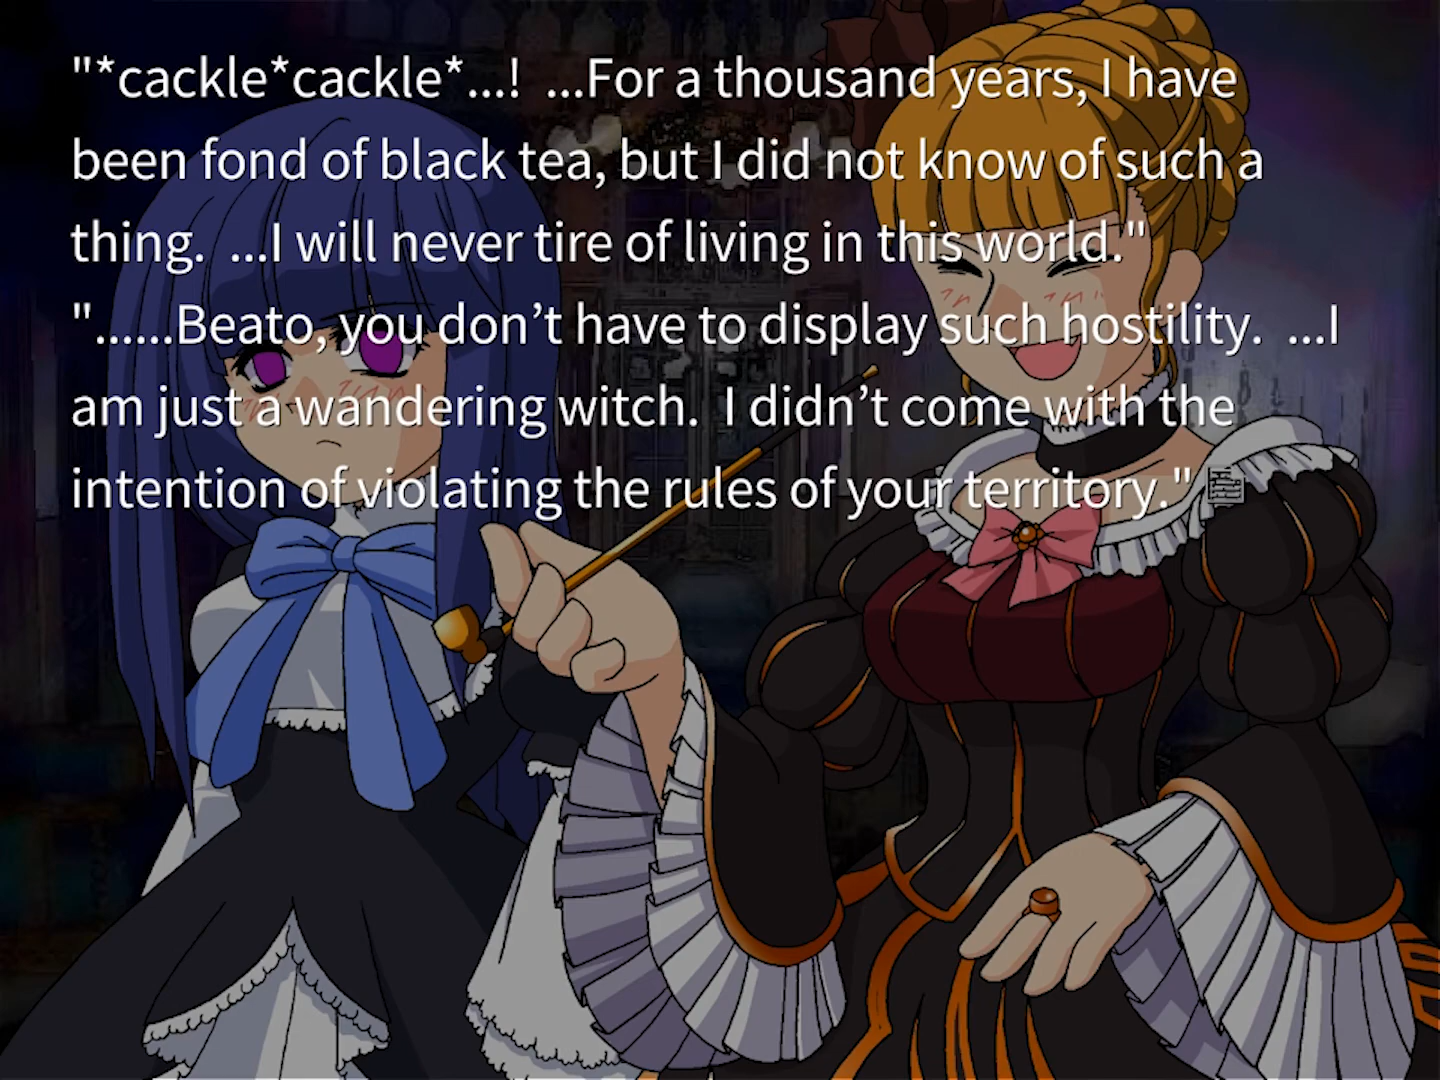 "*cackle*cackle*...!  ...For a thousand years, I have
been fond of black tea, but I did not know of such a
thing.  ...I will never tire of living in this world."
"......Beato, you don’t have to display such hostility.  ...I
am just a wandering witch.  I didn’t come with the
intention of violating the rules of your territory."